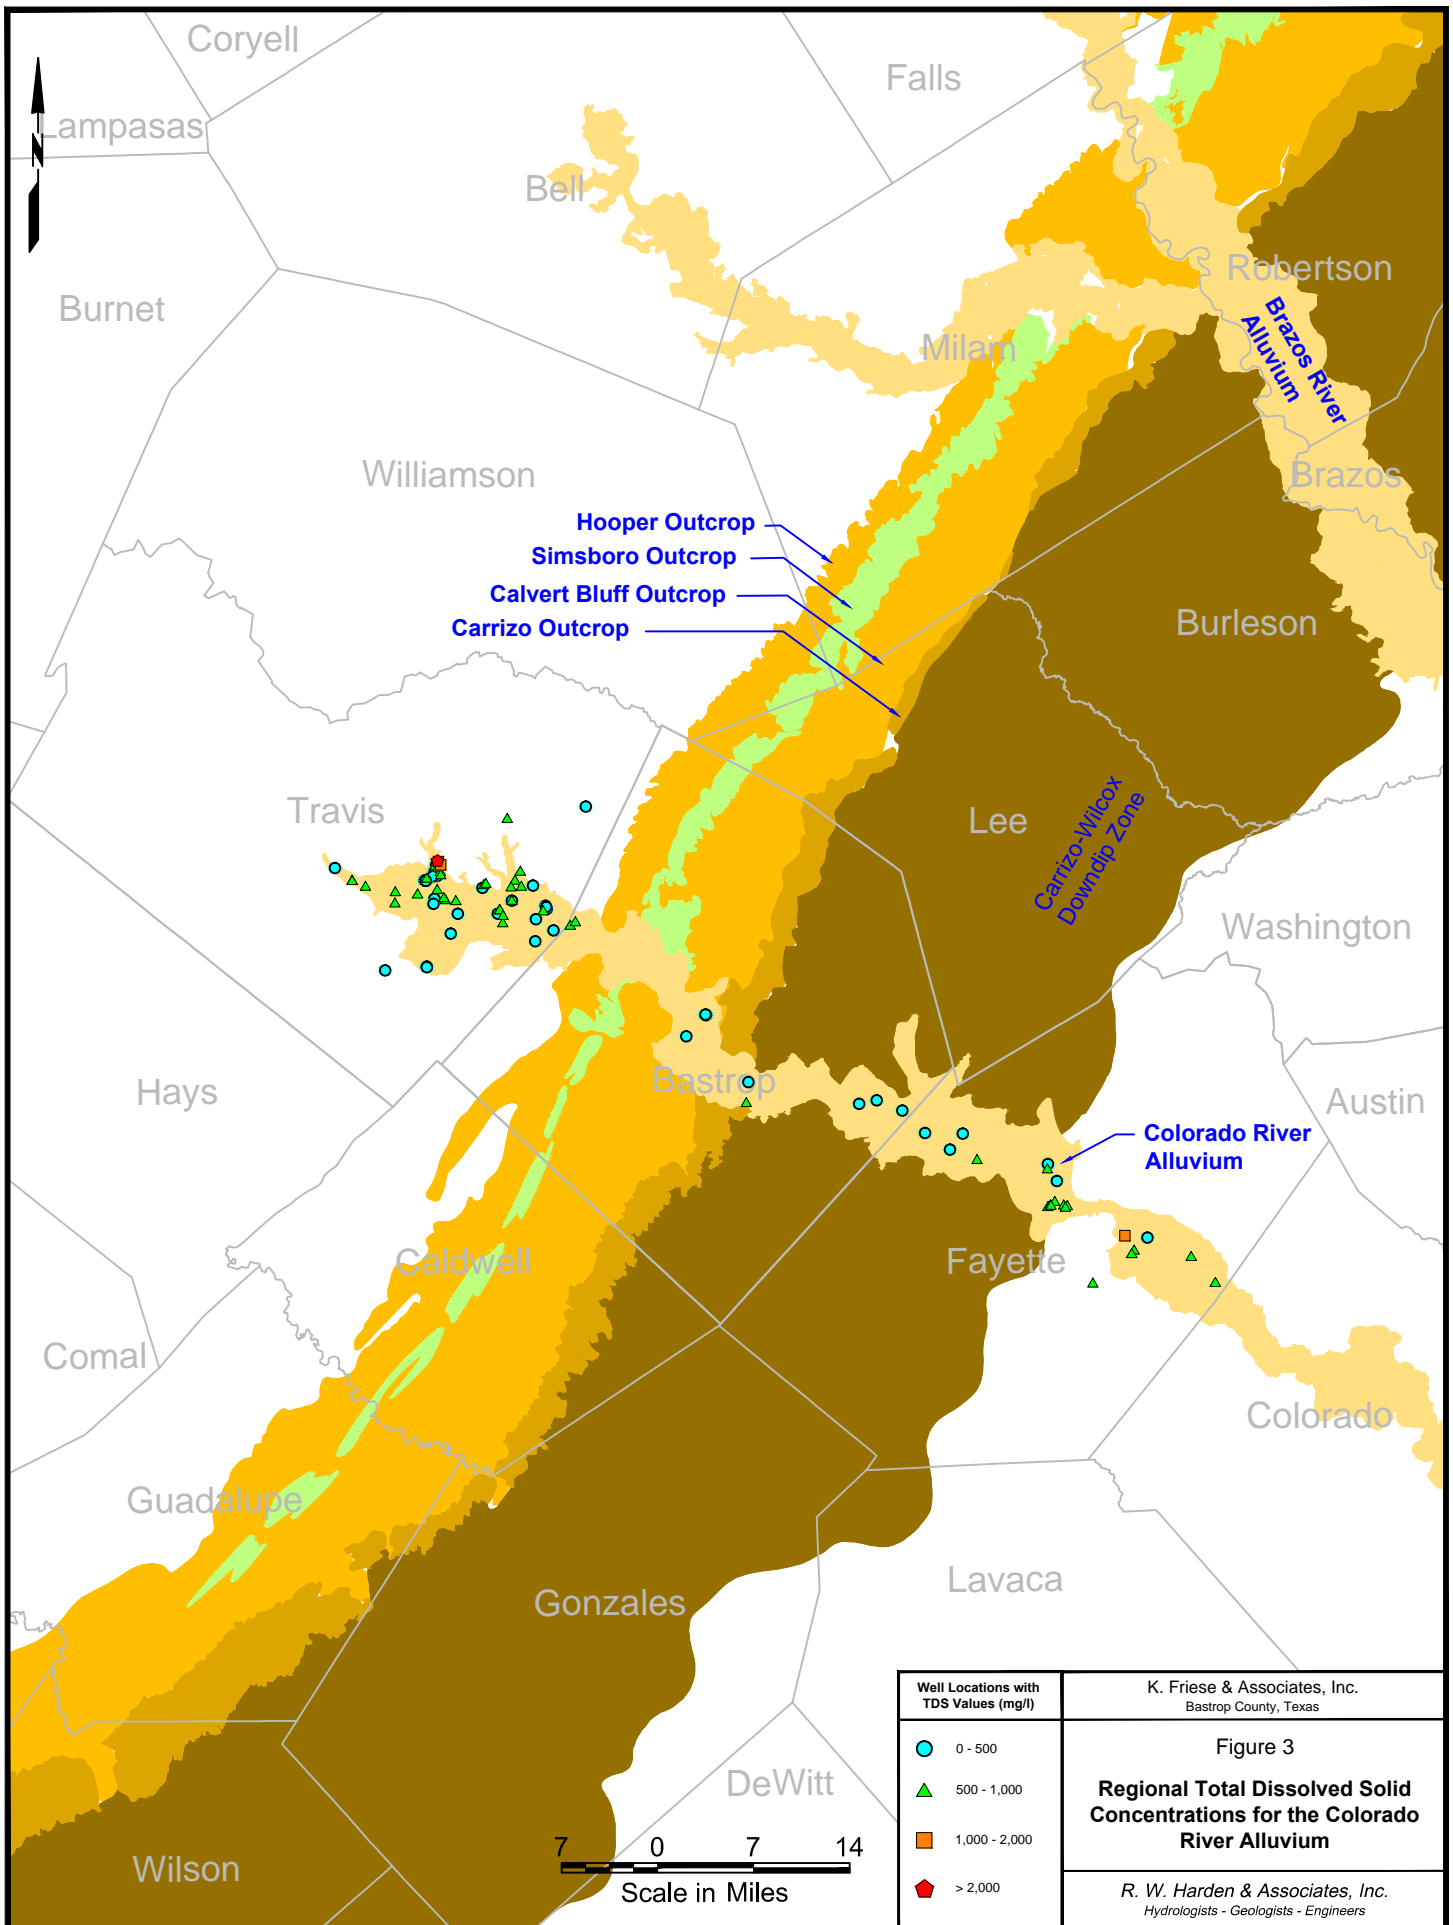 Coryell
Falls
Lampasas
N
Bell
Robertson
Burnet
Brazos River
Alluvium
Milam
Williamson
Brazos
Hooper Outcrop
Simsboro Outcrop
Calvert Bluff Outcrop
Carrizo Outcrop
Burleson
Travis
Lee
Carrizo-Wilcox
Downdip Zone
Washington
Hays
Bastrop
Austin
Colorado River
Alluvium
Caldwell
Fayette
Comal
Colorado
Guadalupe
Gonzales
Lavaca
DeWitt
Wilson
7 0 7 14
Scale in Miles
Well Locations with
TDS Values (mg/l)
0 - 500
500 - 1,000
1,000 - 2,000
> 2,000
K. Friese & Associates, Inc.
Bastrop County, Texas
Figure 3
Regional Total Dissolved Solid
Concentrations for the Colorado
River Alluvium
R. W. Harden & Associates, Inc.
Hydrologists - Geologists - Engineers